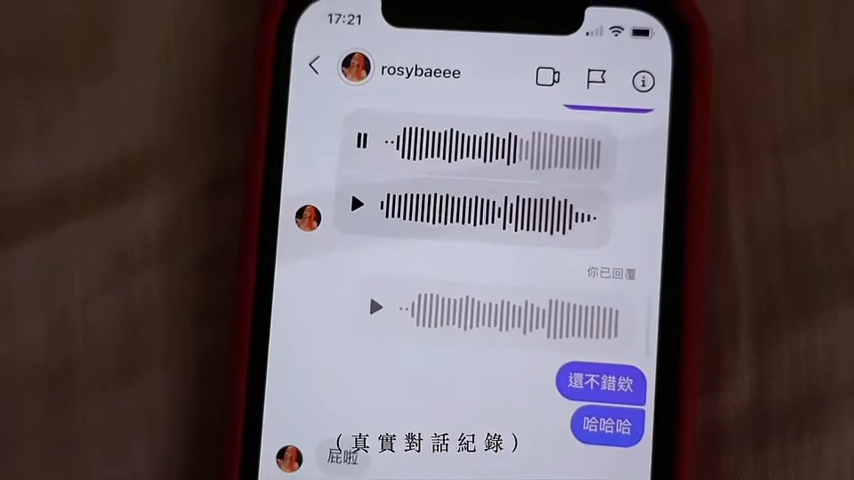 17:21
rosybaeee
你已回覆
還不錯欸
哈哈哈
(真實對話紀錄)
屁啦